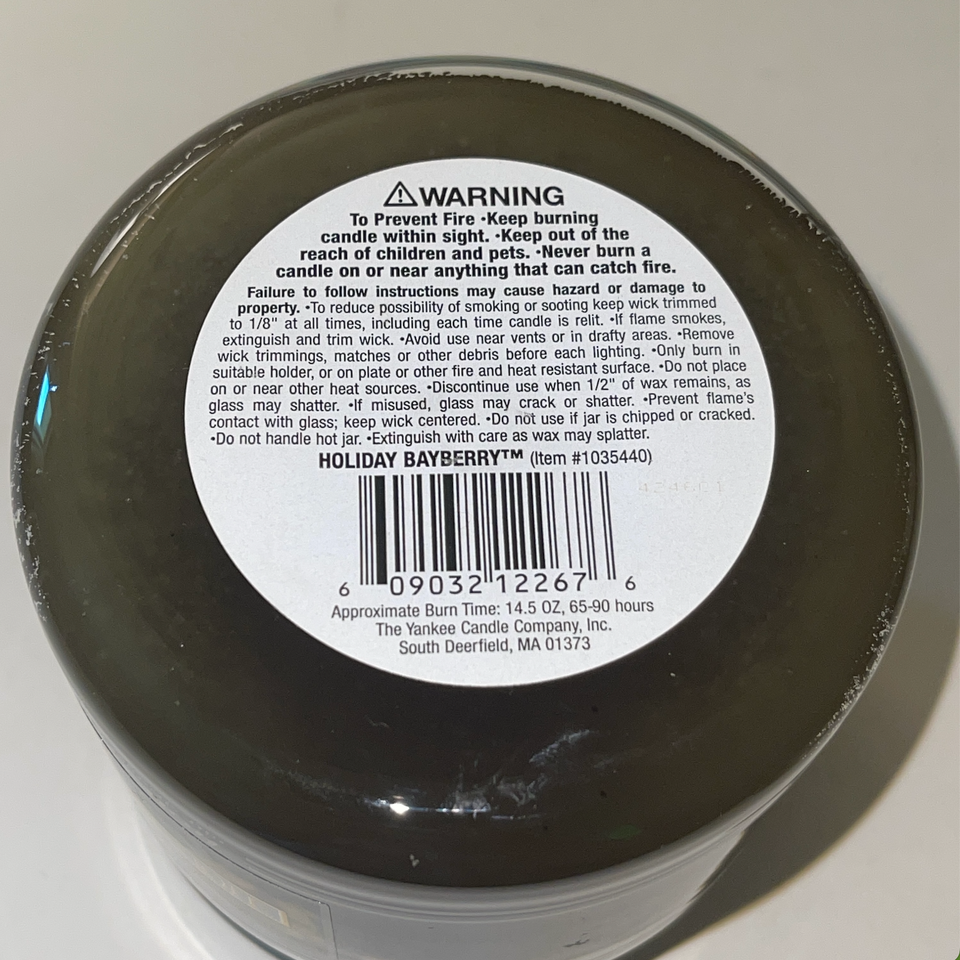 ⚠WARNING
To Prevent Fire •Keep burning
candle within sight. •Keep out of the
reach of children and pets. •Never burn a
candle on or near anything that can catch fire.
Failure to follow instructions may cause hazard or damage to
property. •To reduce possibility of smoking or sooting keep wick trimmed
to 1/8" at all times, including each time candle is relit. •If flame smokes,
extinguish and trim wick. •Avoid use near vents or in drafty areas. •Remove
wick trimmings, matches or other debris before each lighting. •Only burn in
suitable holder, or on plate or other fire and heat resistant surface. •Do not place
on or near other heat sources. •Discontinue use when 1/2" of wax remains, as
glass may shatter. •If misused, glass may crack or shatter. •Prevent flame's
contact with glass; keep wick centered. •Do not use if jar is chipped or cracked.
•Do not handle hot jar. •Extinguish with care as wax may splatter.
HOLIDAY BAYBERRY™ (Item #1035440)
6 09032 12267 6
Approximate Burn Time: 14.5 OZ, 65-90 hours
The Yankee Candle Company, Inc.
South Deerfield, MA 01373